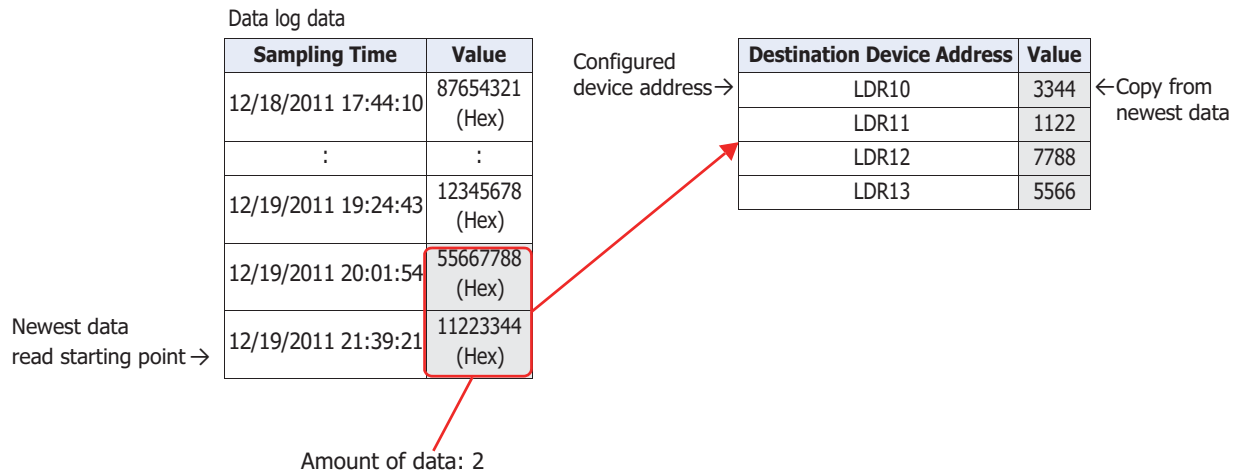 Data log data
Sampling Time Value
12/18/2011 17:44:10 87654321
(Hex)
: :
12/19/2011 19:24:43 12345678
(Hex)
12/19/2011 20:01:54 55667788
(Hex)
12/19/2011 21:39:21 11223344
(Hex)
Newest data
read starting point →
Amount of data: 2
Configured
device address→
Destination Device Address Value
LDR10 3344
LDR11 1122
LDR12 7788
LDR13 5566
←Copy from
newest data